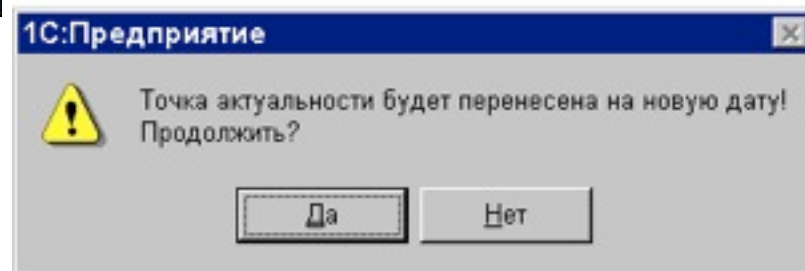 1С:Предприятие
Точка актуальности будет перенесена на новую дату!
Продолжить?
Да
Нет